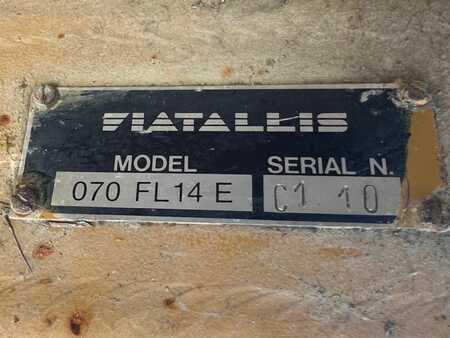 FIATALLIS
MODEL SERIAL N.
070 FL14 E C1 10